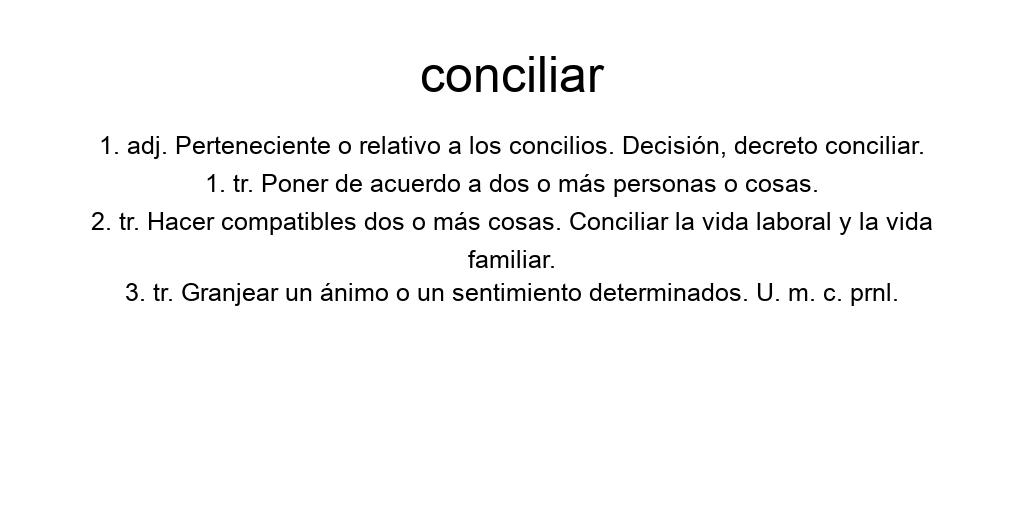 conciliar
1. adj. Perteneciente o relativo a los concilios. Decisión, decreto conciliar.
1. tr. Poner de acuerdo a dos o más personas o cosas.
2. tr. Hacer compatibles dos o más cosas. Conciliar la vida laboral y la vida
familiar.
3. tr. Granjear un ánimo o un sentimiento determinados. U. m. c. prnl.